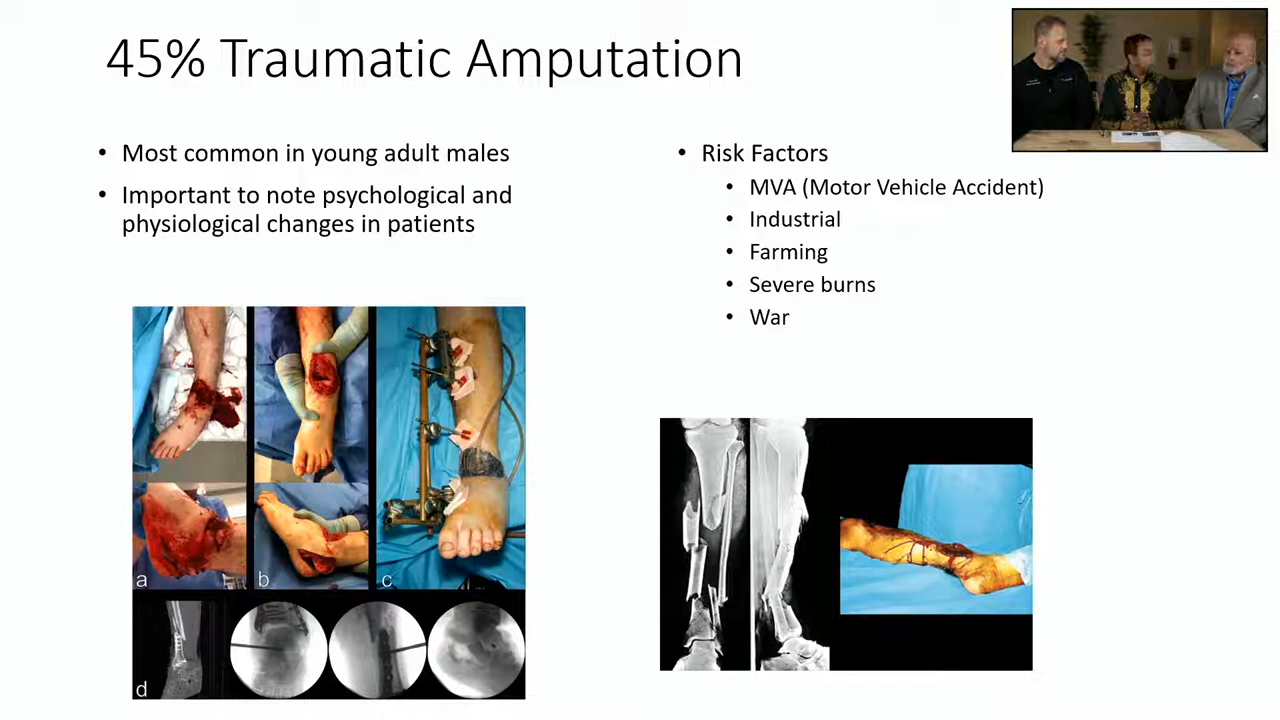 45% Traumatic Amputation
• Most common in young adult males
• Important to note psychological and
physiological changes in patients
• Risk Factors
• MVA (Motor Vehicle Accident)
• Industrial
• Farming
• Severe burns
• War
a
b
c
d